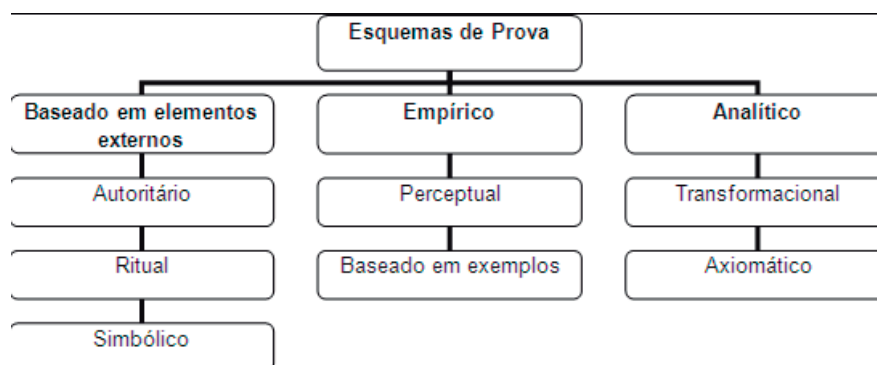 Esquemas de Prova
Baseado em elementos
externos
Empírico
Analítico
Autoritário
Perceptual
Transformacional
Ritual
Baseado em exemplos
Axiomático
Simbólico